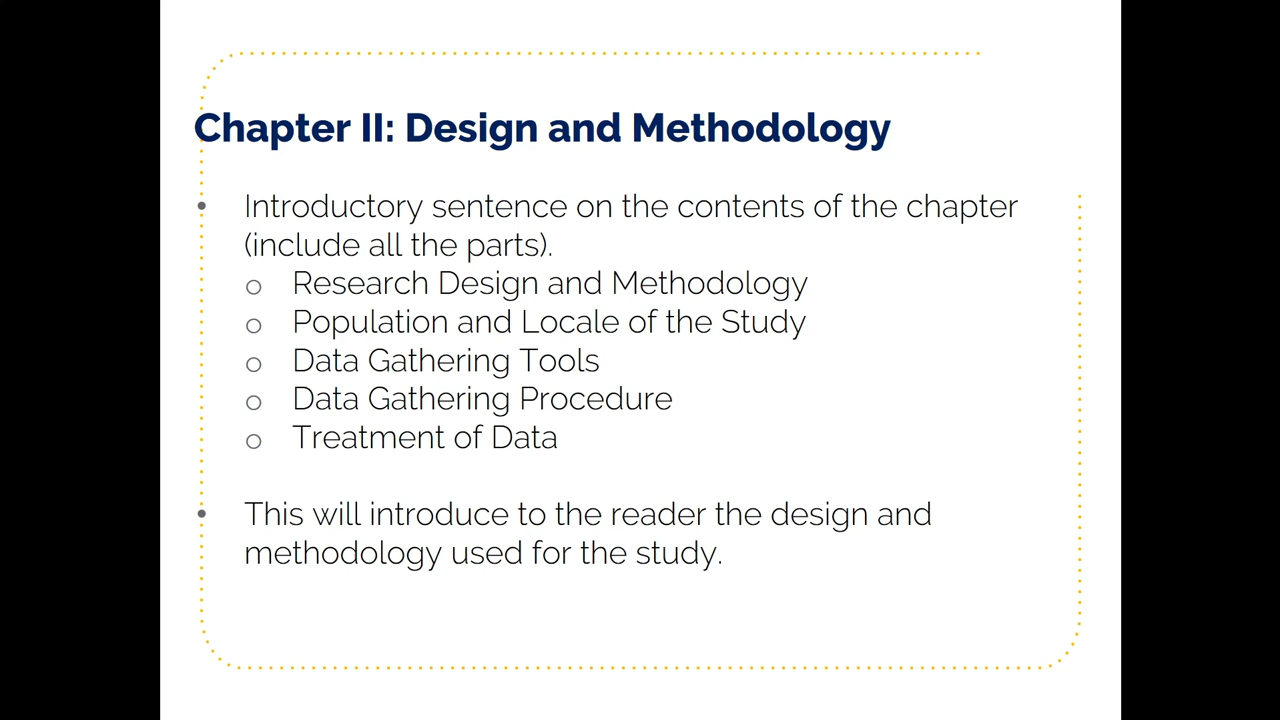 Chapter II: Design and Methodology
• Introductory sentence on the contents of the chapter
(include all the parts).
o Research Design and Methodology
o Population and Locale of the Study
o Data Gathering Tools
o Data Gathering Procedure
o Treatment of Data
• This will introduce to the reader the design and
methodology used for the study.